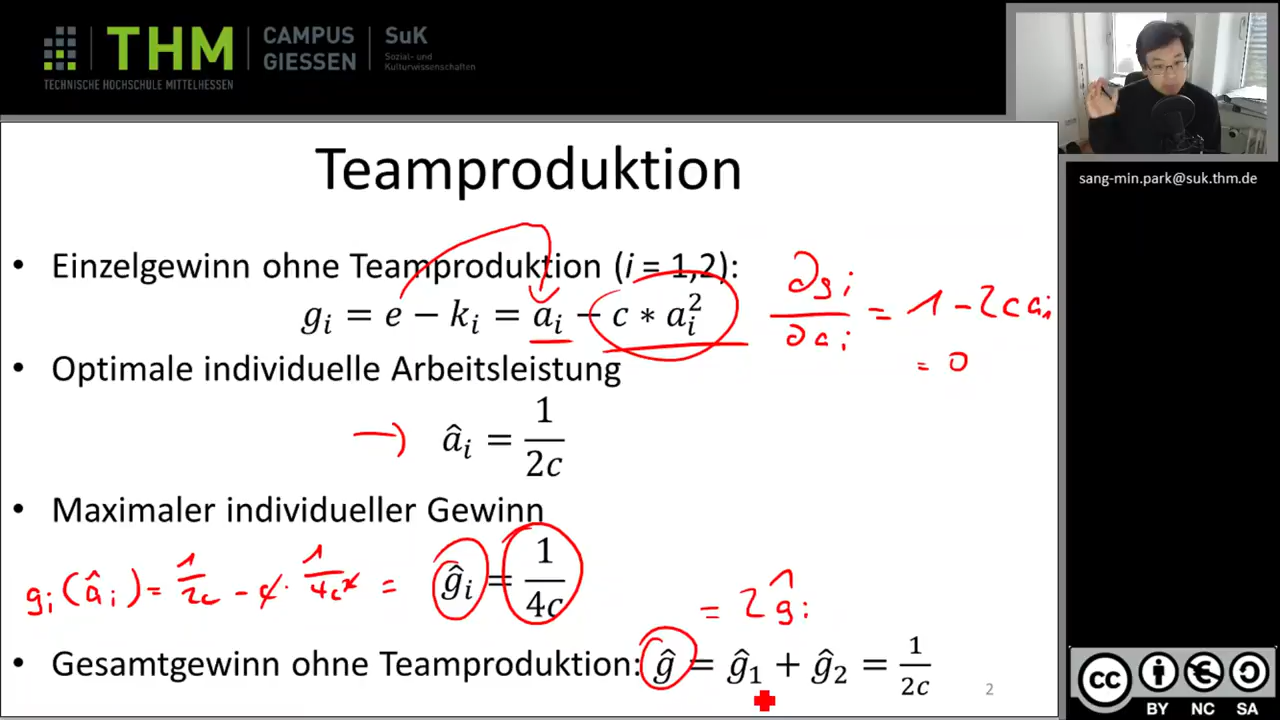 THM
TECHNISCHE HOCHSCHULE MITTELHESSEN
CAMPUS
GIESSEN
SuK
Sozial- und
Kulturwissenschaften
sang-min.park@suk.thm.de
Teamproduktion
• Einzelgewinn ohne Teamproduktion (i = 1,2):
gᵢ = e − kᵢ = aᵢ − c ∗ aᵢ²
∂gᵢ/∂aᵢ = 1 − 2caᵢ
= 0
• Optimale individuelle Arbeitsleistung
→ âᵢ = 1/2c
• Maximaler individueller Gewinn
gᵢ(âᵢ) = 1/2c − c · 1/4c² = ĝᵢ = 1/4c
= 2ĝᵢ
• Gesamtgewinn ohne Teamproduktion: ĝ = ĝ₁ + ĝ₂ = 1/2c
2
cc
BY NC SA